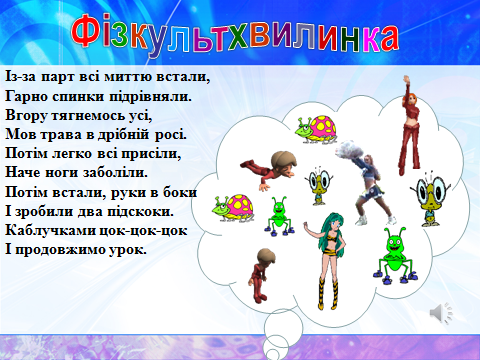 Фізкультхвилинка
Із-за парт всі миттю встали,
Гарно спинки підрівняли.
Вгору тягнемось усі,
Мов трава в дрібній росі.
Потім легко всі присіли,
Наче ноги заболіли.
Потім встали, руки в боки
І зробили два підскоки.
Каблучками цок-цок-цок
І продовжимо урок.